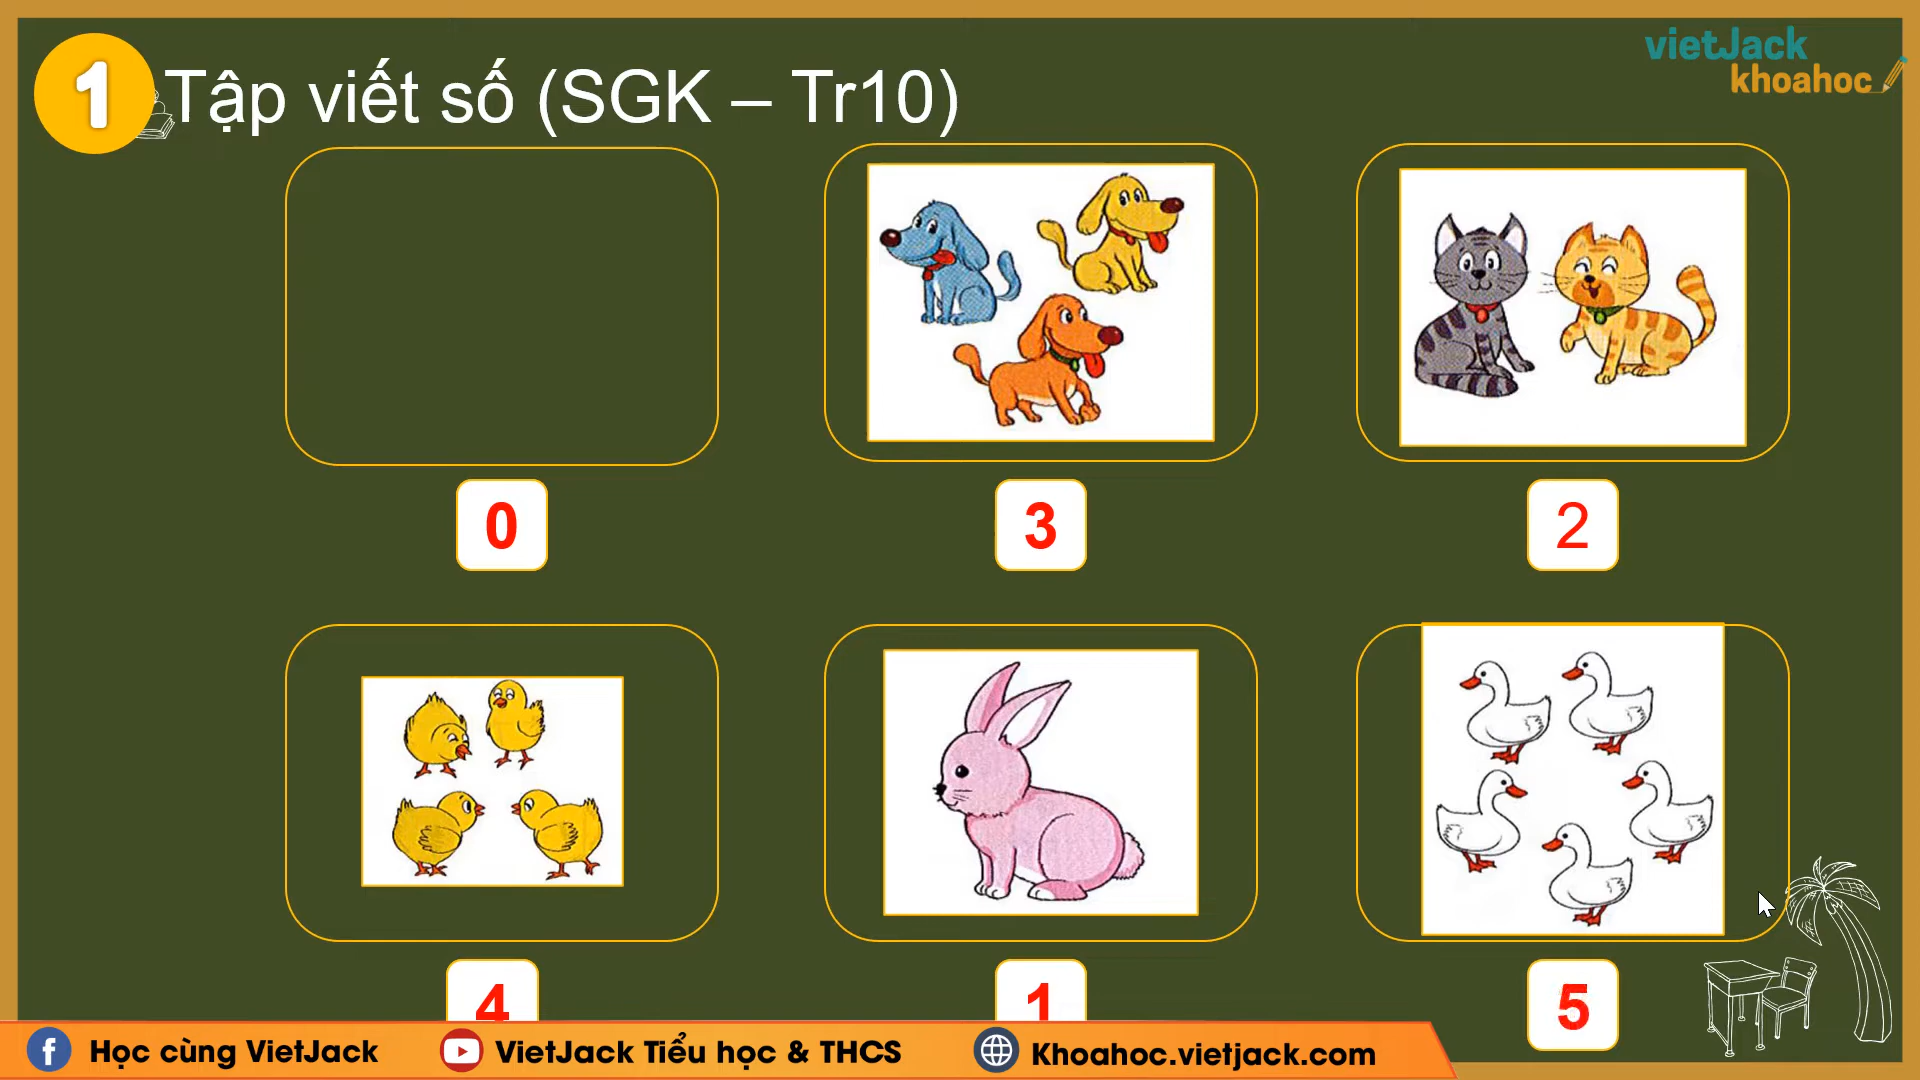 vietJack
khoahoc
1 Tập viết số (SGK – Tr10)
0
3
2
4
1
5
Học cùng VietJack
VietJack Tiểu học & THCS
Khoahoc.vietjack.com